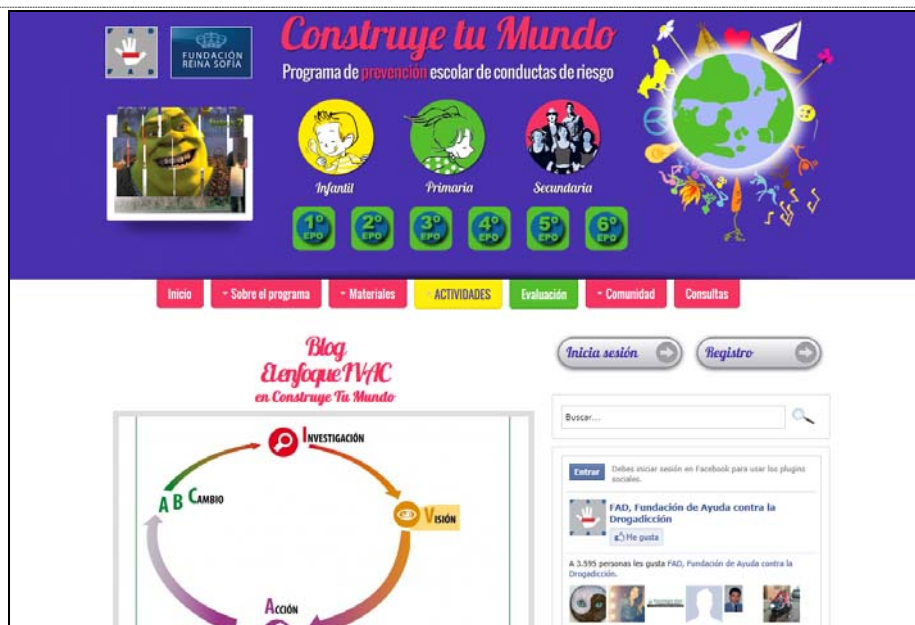 F A D
F A D
FUNDACIÓN
REINA SOFÍA
Construye tu Mundo
Programa de prevención escolar de conductas de riesgo
Infantil
Primaria
Secundaria
1º EPO
2º EPO
3º EPO
4º EPO
5º EPO
6º EPO
Inicio
Sobre el programa
Materiales
ACTIVIDADES
Evaluación
Comunidad
Consultas
Blog
El enfoque IVAC
en Construye Tu Mundo
INVESTIGACIÓN
VISIÓN
A B CAMBIO
ACCIÓN
Inicia sesión
Registro
Buscar...
Entrar
Debes iniciar sesión en Facebook para usar los plugins
sociales.
FAD, Fundación de Ayuda contra la
Drogadicción
Me gusta
A 3.595 personas les gusta FAD, Fundación de Ayuda contra la
Drogadicción.